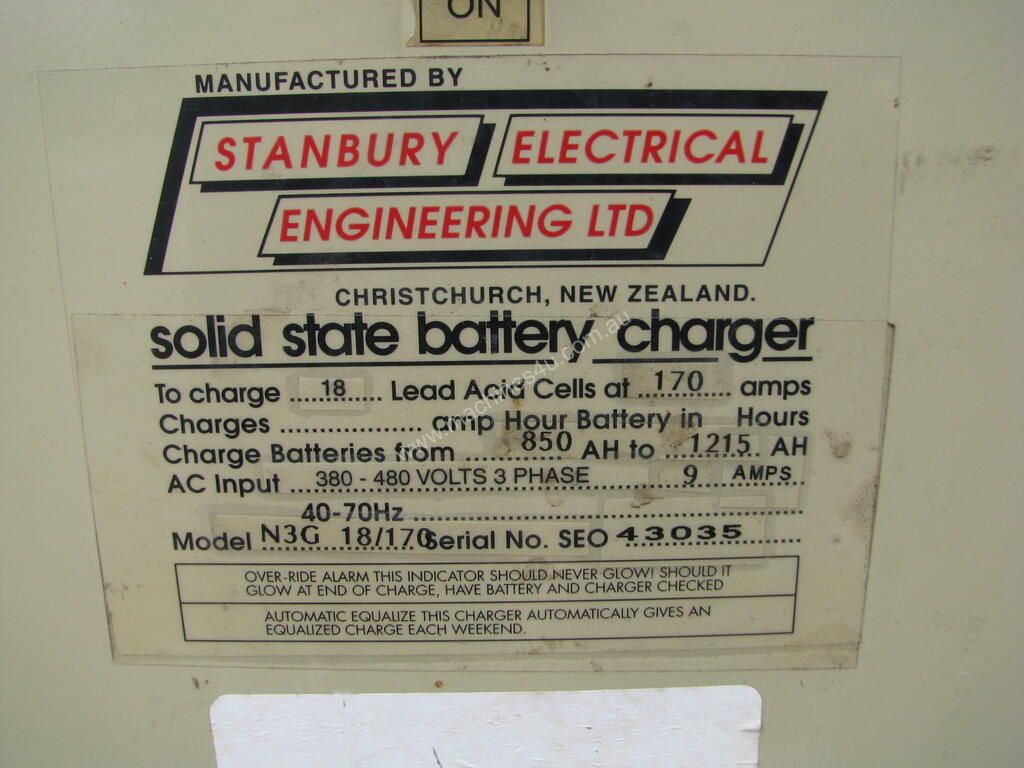 ON
MANUFACTURED BY
STANBURY ELECTRICAL
ENGINEERING LTD
CHRISTCHURCH, NEW ZEALAND.
solid state battery charger
To charge ...18...... Lead Acid Cells at ..170.... amps
Charges .................. amp Hour Battery in Hours
Charge Batteries from ......850 AH to ..1215.. AH
AC Input ...380 - 480 VOLTS 3 PHASE ........9.. AMPS
40-70Hz ..................
Model N3G 18/170 Serial No. SEO 43035
OVER-RIDE ALARM THIS INDICATOR SHOULD NEVER GLOW! SHOULD IT
GLOW AT END OF CHARGE, HAVE BATTERY AND CHARGER CHECKED
AUTOMATIC EQUALIZE THIS CHARGER AUTOMATICALLY GIVES AN
EQUALIZED CHARGE EACH WEEKEND.
www.machines4u.com.au